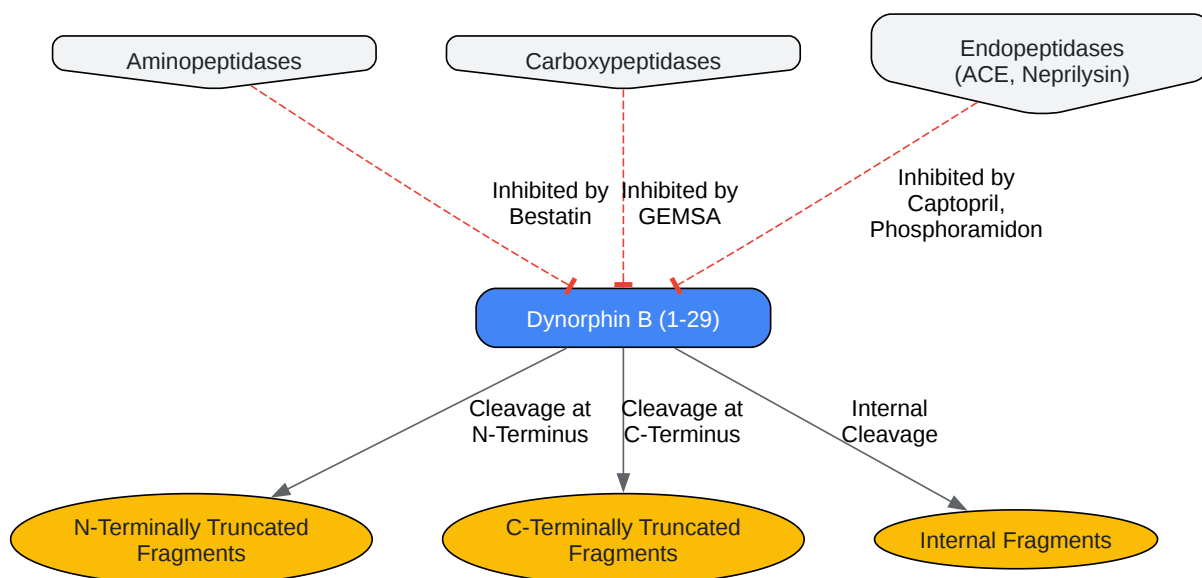 Aminopeptidases
Carboxypeptidases
Endopeptidases
(ACE, Neprilysin)
Inhibited by
Bestatin
Inhibited by
GEMSA
Inhibited by
Captopril,
Phosphoramidon
Dynorphin B (1-29)
Cleavage at
N-Terminus
Cleavage at
C-Terminus
Internal
Cleavage
N-Terminally Truncated
Fragments
C-Terminally Truncated
Fragments
Internal Fragments